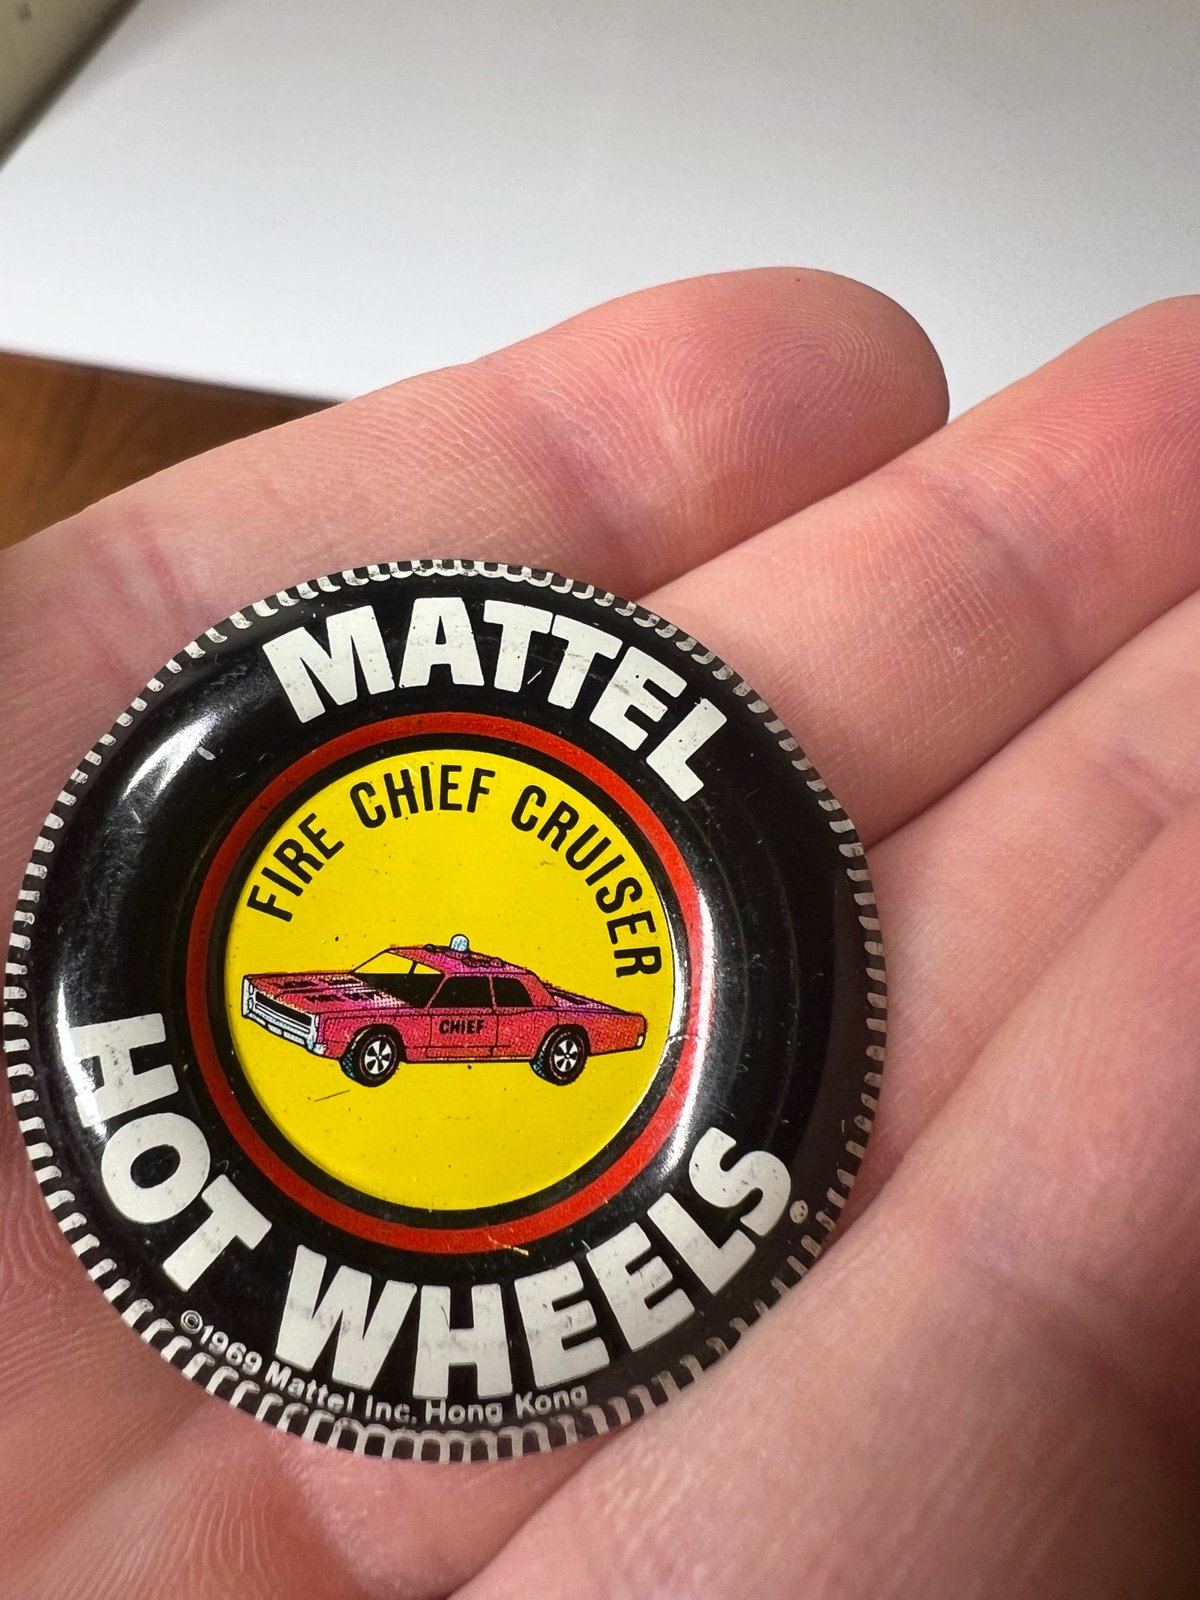 MATTEL
FIRE CHIEF CRUISER
CHIEF
HOT WHEELS®
©1969 Mattel Inc. Hong Kong